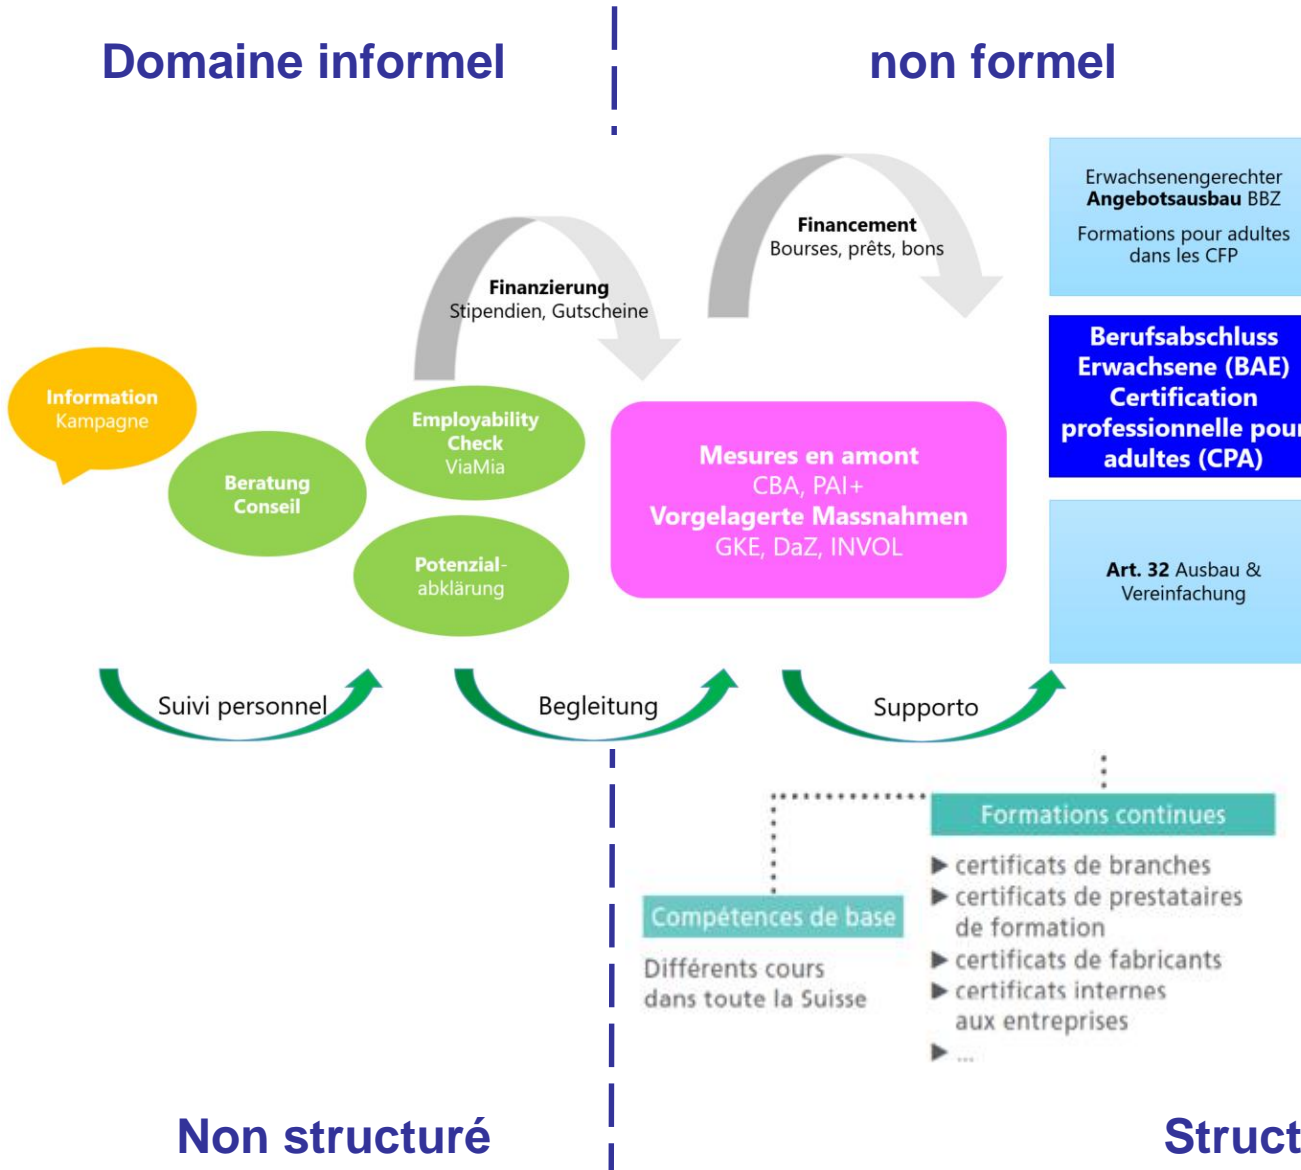 Domaine informel
non formel
Erwachsenengerechter
Angebotsausbau BBZ
Formations pour adultes
dans les CFP
Financement
Bourses, prêts, bons
Finanzierung
Stipendien, Gutscheine
Information
Kampagne
Beratung
Conseil
Employability
Check
ViaMia
Potenzial-
abklärung
Mesures en amont
CBA, PAI+
Vorgelagerte Massnahmen
GKE, DaZ, INVOL
Berufsabschluss
Erwachsene (BAE)
Certification
professionnelle pour
adultes (CPA)
Art. 32 Ausbau &
Vereinfachung
Suivi personnel
Begleitung
Supporto
Compétences de base
Différents cours
dans toute la Suisse
Formations continues
► certificats de branches
► certificats de prestataires
de formation
► certificats de fabricants
► certificats internes
aux entreprises
► ...
Non structuré
Struct